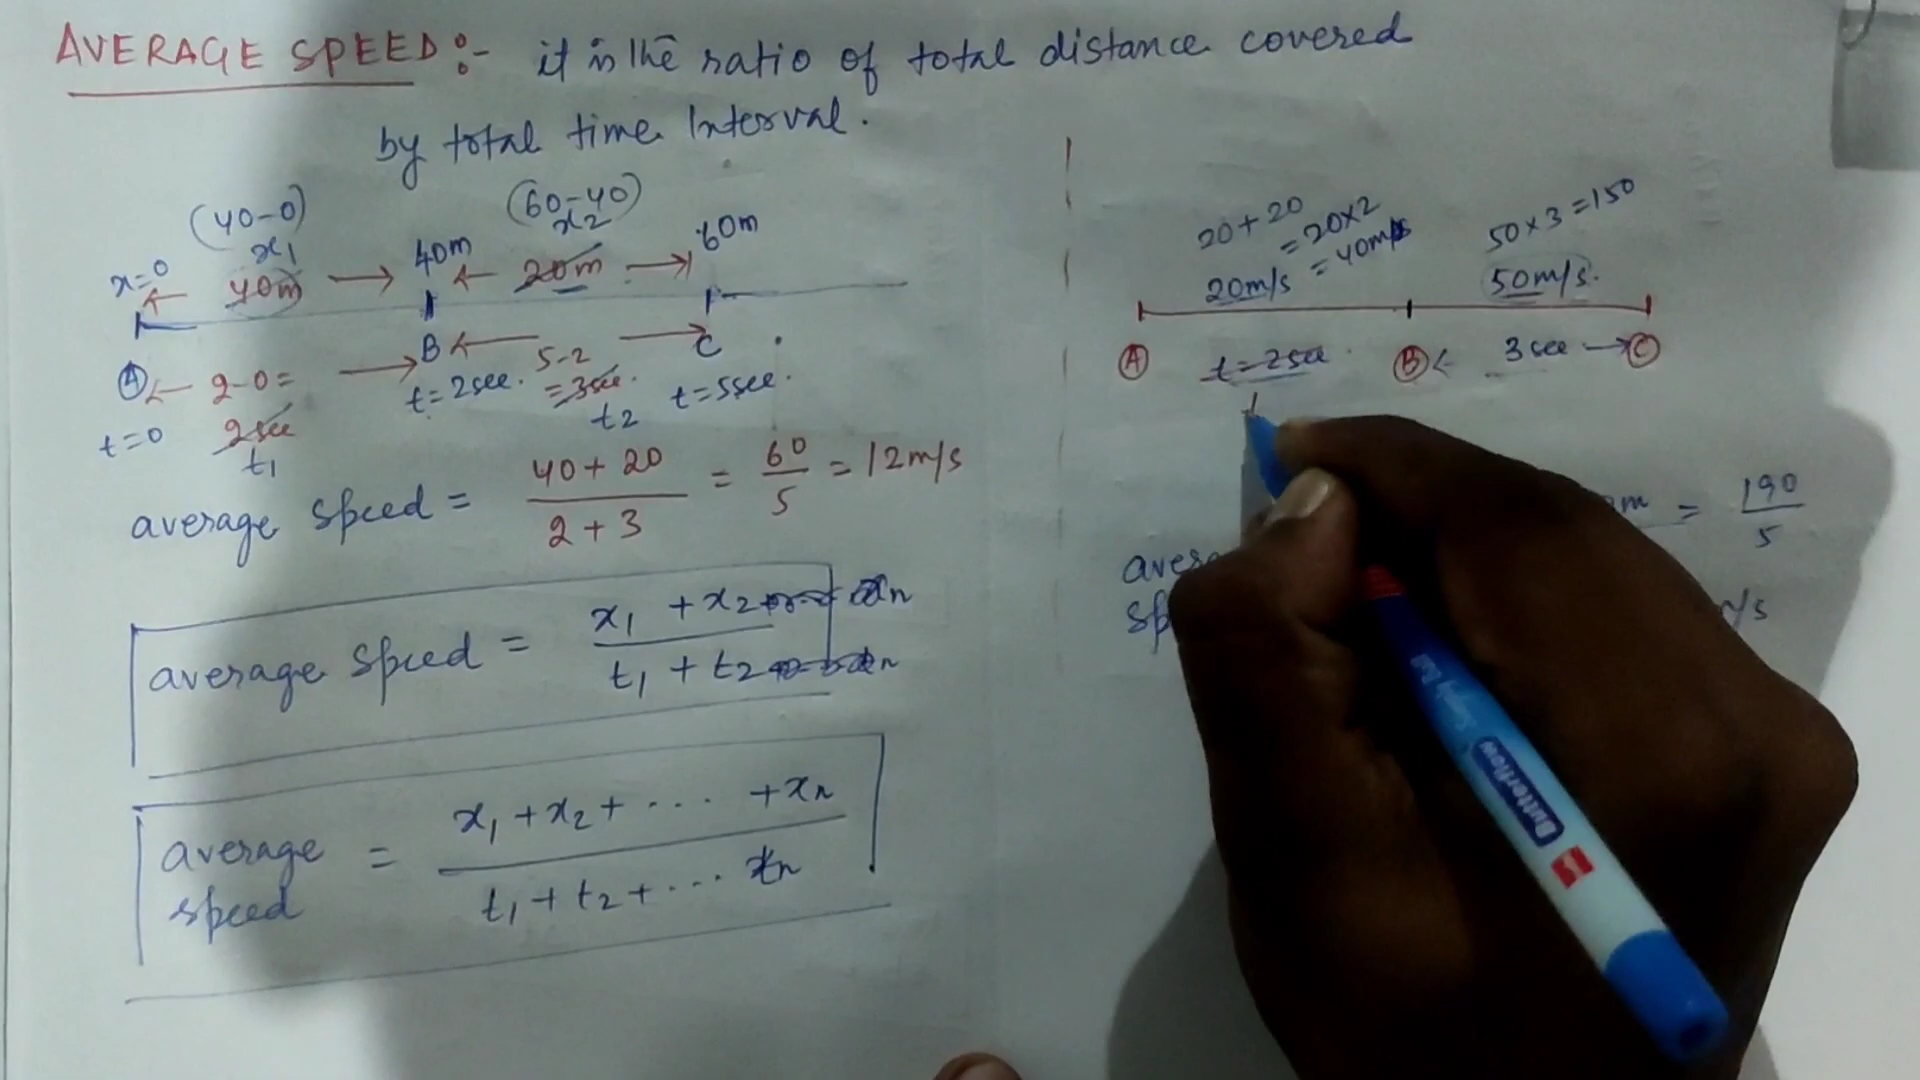 AVERAGE SPEED:- it is the ratio of total distance covered
by total time Interval.
(40-0) (60-40)
x1 x2
x=0 40m 40m 20m 60m
A 2-0= B 5-2 C
t=0 2sec t=2sec. =3sec. t=5sec.
t1 t2
average speed = 40+20 / 2+3 = 60/5 = 12m/s
average speed = x1 + x2 xn / t1 + t2
average speed = x1 + x2 + ... + xn / t1 + t2 + ... tn
20+20 = 20x2 = 40m
50x3=150
20m/s 50m/s.
A t=2sec B 3sec C
m = 190/5
/s
Butterflow
Simply